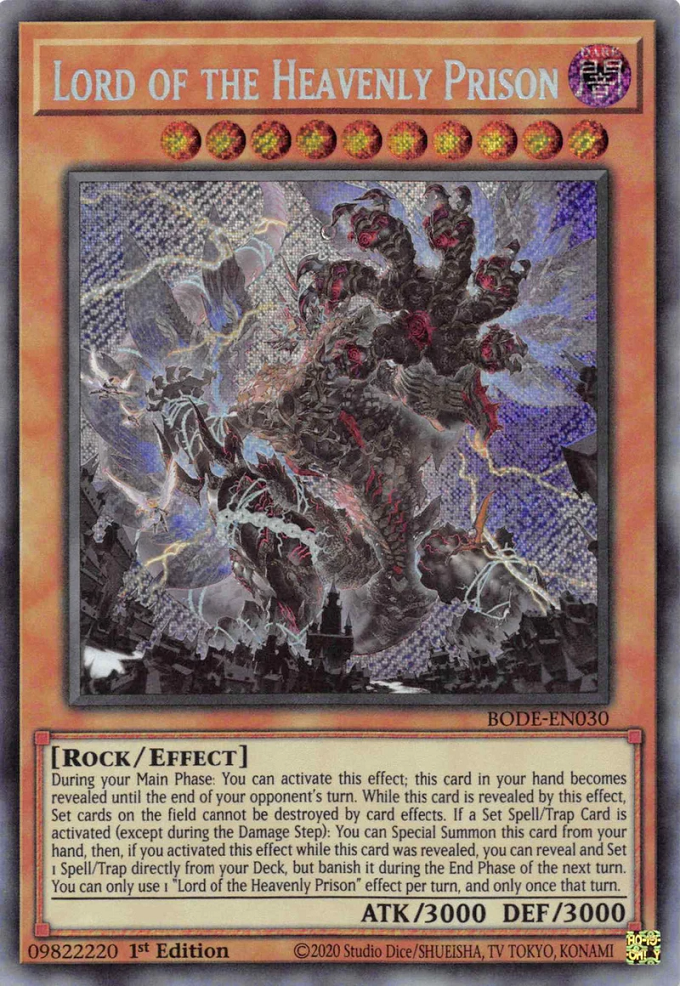 LORD OF THE HEAVENLY PRISON
DARK
闇
BODE-EN030
[ROCK/EFFECT]
During your Main Phase: You can activate this effect; this card in your hand becomes
revealed until the end of your opponent's turn. While this card is revealed by this effect,
Set cards on the field cannot be destroyed by card effects. If a Set Spell/Trap Card is
activated (except during the Damage Step): You can Special Summon this card from your
hand, then, if you activated this effect while this card was revealed, you can reveal and Set
1 Spell/Trap directly from your Deck, but banish it during the End Phase of the next turn.
You can only use 1 "Lord of the Heavenly Prison" effect per turn, and only once that turn.
ATK/3000 DEF/3000
09822220 1st Edition
©2020 Studio Dice/SHUEISHA, TV TOKYO, KONAMI